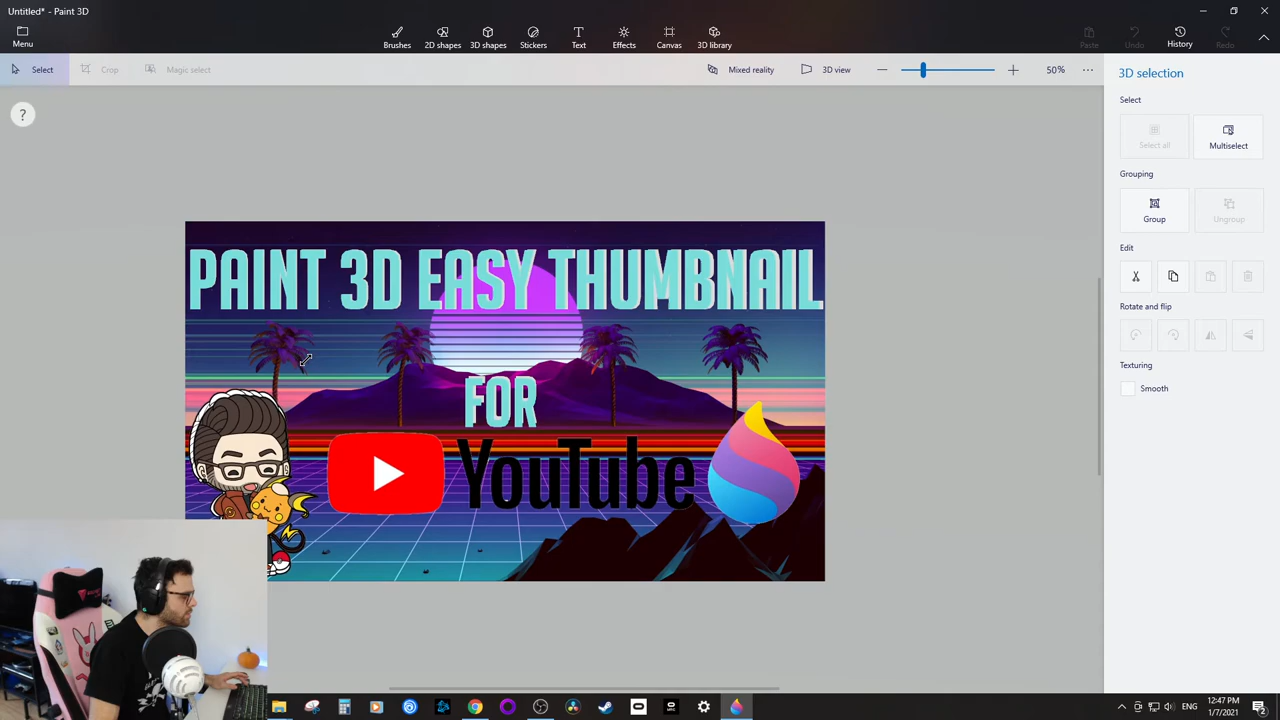 Untitled* - Paint 3D
Menu
Brushes
2D shapes
3D shapes
Stickers
Text
Effects
Canvas
3D library
Paste
Undo
History
Redo
Select
Crop
Magic select
Mixed reality
3D view
50%
?
3D selection
Select
Select all
Multiselect
Grouping
Group
Ungroup
Edit
Rotate and flip
Texturing
Smooth
PAINT 3D EASY THUMBNAIL
FOR
YouTube
ENG
12:47 PM
1/7/2021